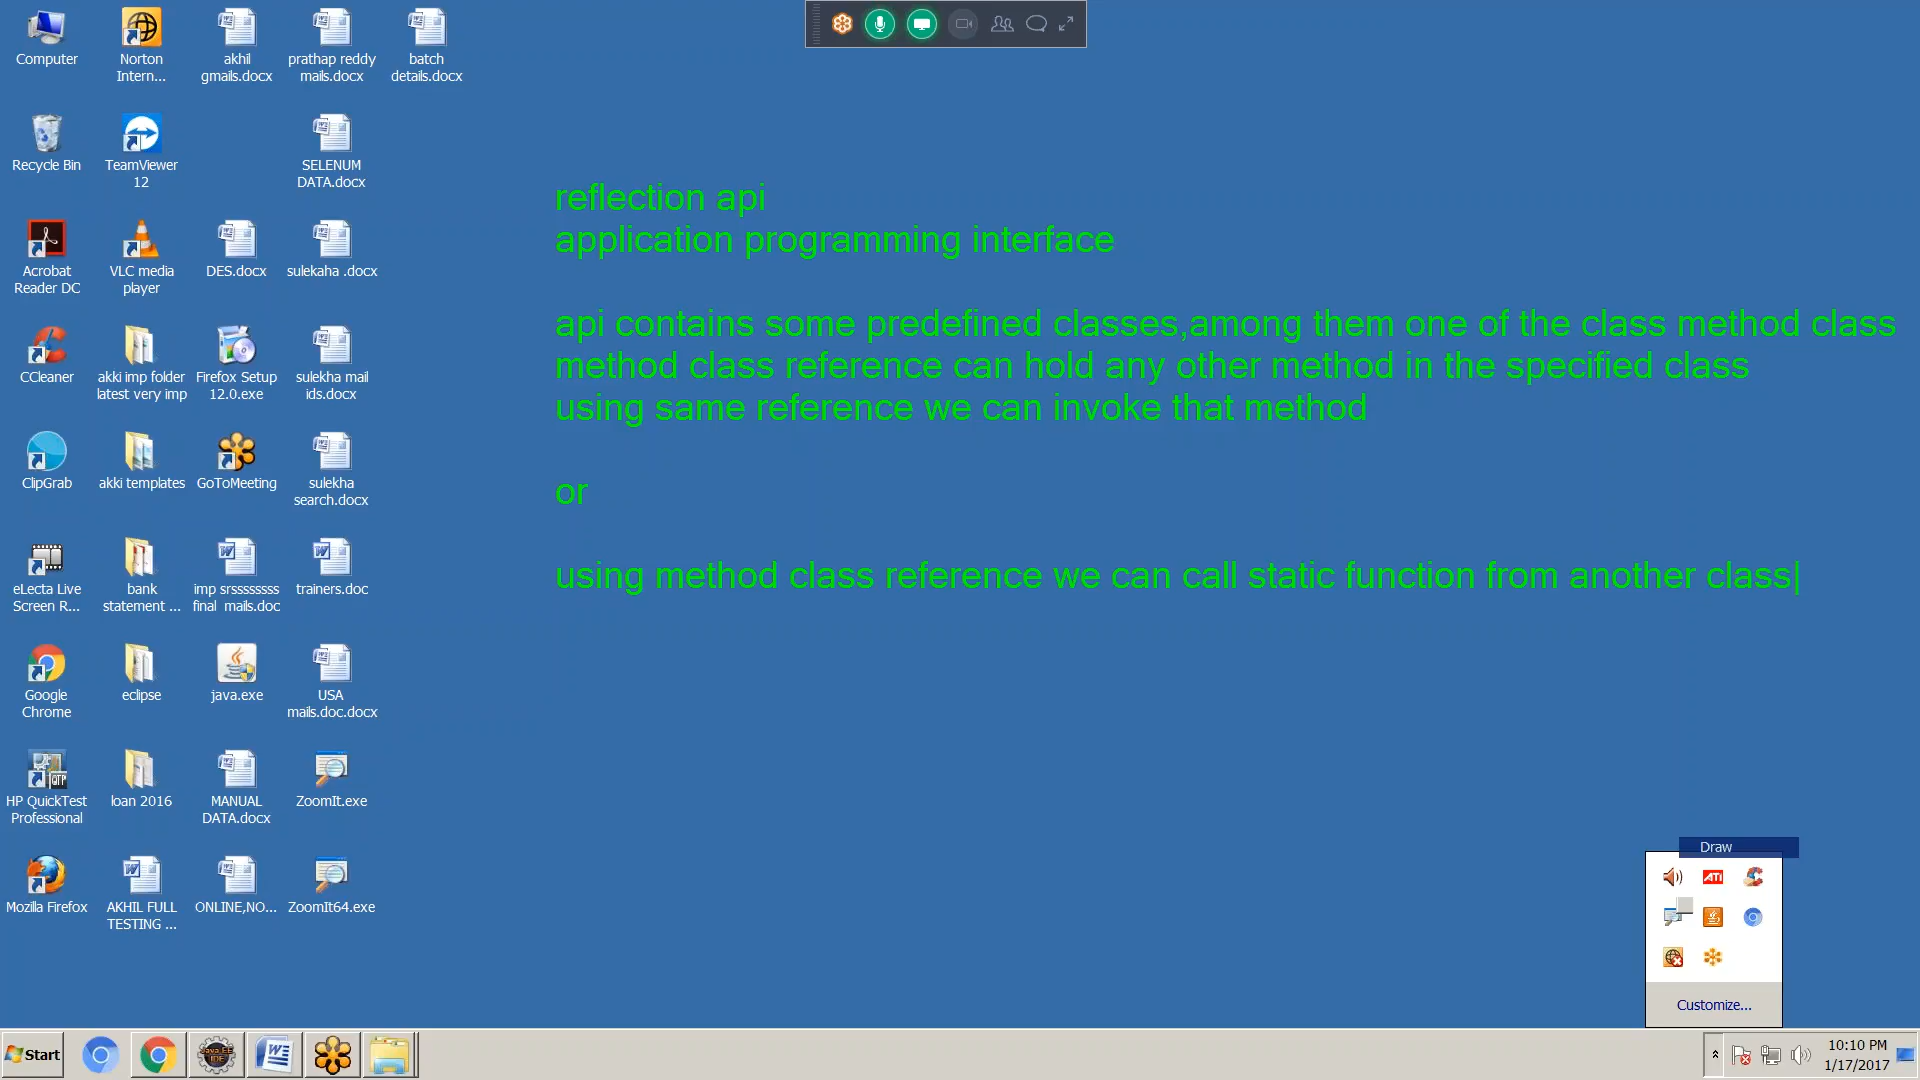 Computer
Norton
Intern...
akhil
gmails.docx
prathap reddy
mails.docx
batch
details.docx
Recycle Bin
TeamViewer
12
SELENUM
DATA.docx
reflection api
application programming interface
Acrobat
Reader DC
VLC media
player
DES.docx
sulekaha .docx
api contains some predefined classes,among them one of the class method class
method class reference can hold any other method in the specified class
using same reference we can invoke that method
CCleaner
akki imp folder
latest very imp
Firefox Setup
12.0.exe
sulekha mail
ids.docx
ClipGrab
akki templates
GoToMeeting
sulekha
search.docx
or
using method class reference we can call static function from another class
eLecta Live
Screen R...
bank
statement ...
imp srsssssssss
final mails.doc
trainers.doc
Google
Chrome
eclipse
java.exe
USA
mails.doc.docx
HP QuickTest
Professional
loan 2016
MANUAL
DATA.docx
ZoomIt.exe
Mozilla Firefox
AKHIL FULL
TESTING ...
ONLINE,NO...
ZoomIt64.exe
Draw
ATI
Customize...
Start
Java EE
IDE
10:10 PM
1/17/2017